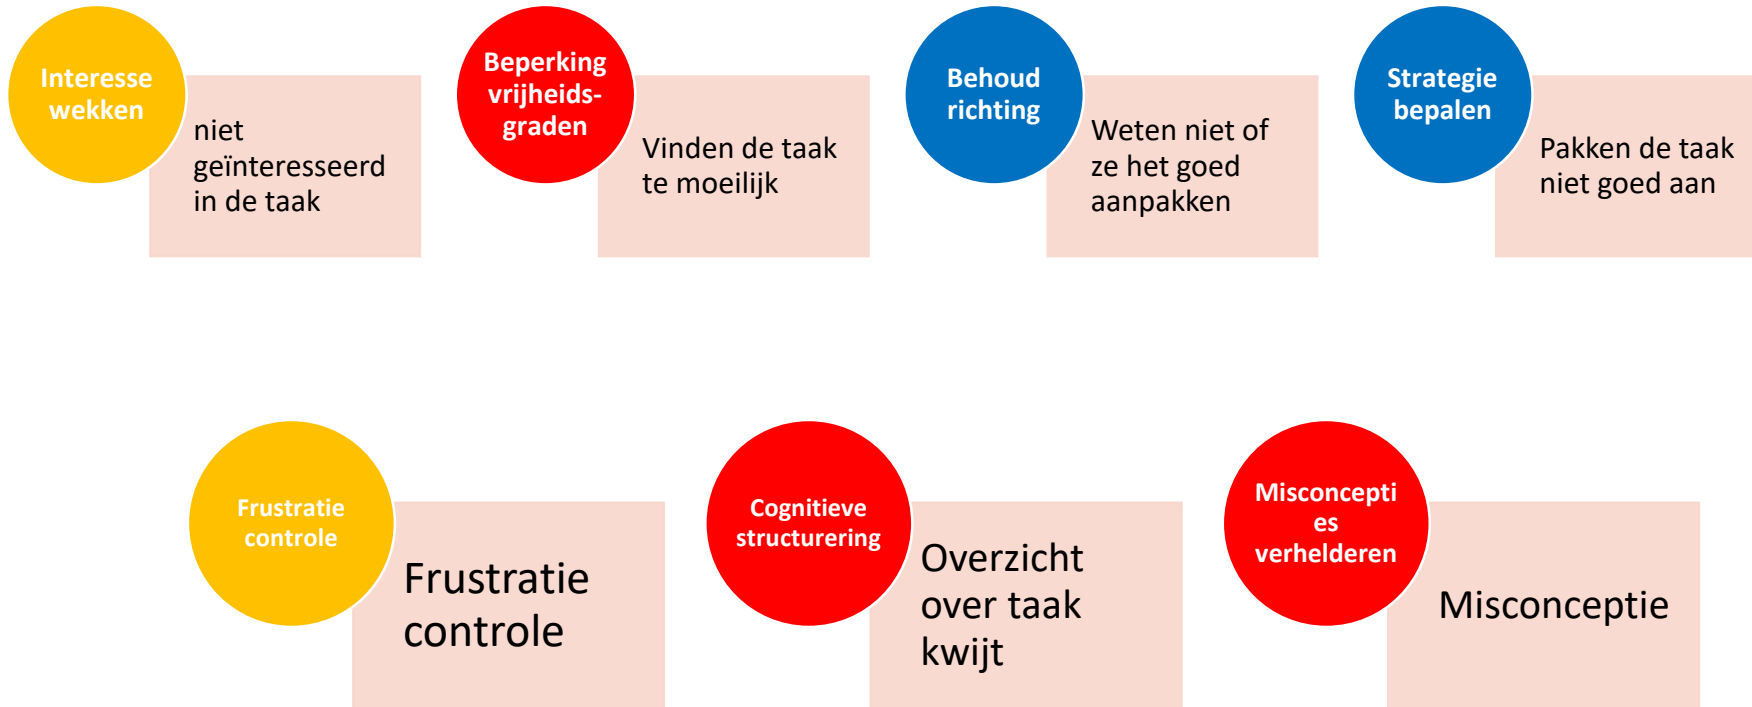 Interesse
wekken
niet
geïnteresseerd
in de taak
Beperking
vrijheids-
graden
Vinden de taak
te moeilijk
Behoud
richting
Weten niet of
ze het goed
aanpakken
Strategie
bepalen
Pakken de taak
niet goed aan
Frustratie
controle
Frustratie
controle
Cognitieve
structurering
Overzicht
over taak
kwijt
Misconcepti
es
verhelderen
Misconceptie